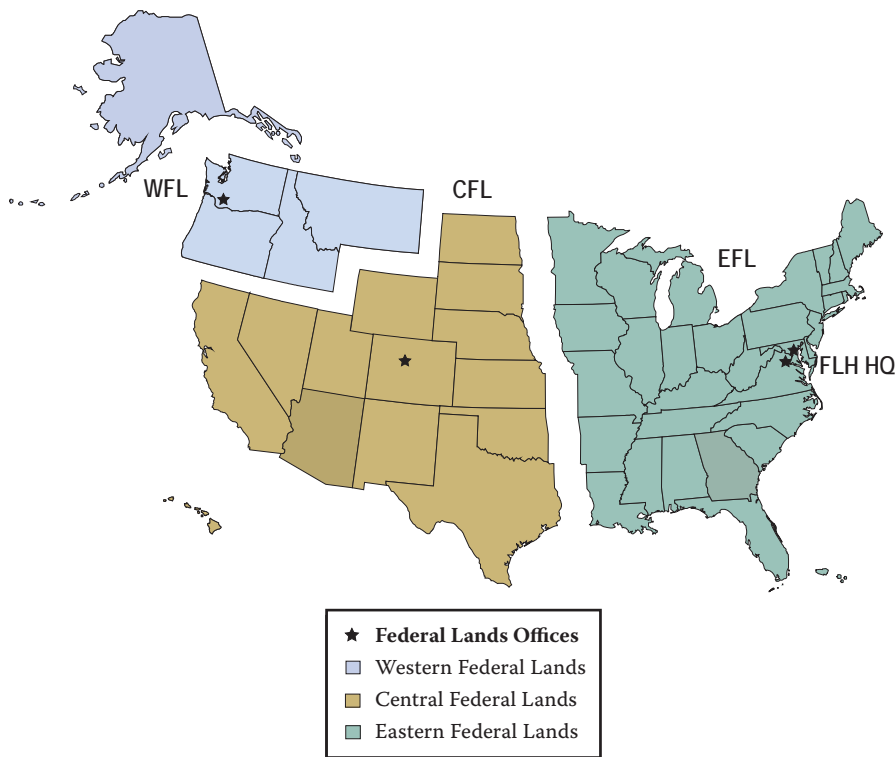 WFL
CFL
EFL
FLH HQ
Federal Lands Offices
Western Federal Lands
Central Federal Lands
Eastern Federal Lands